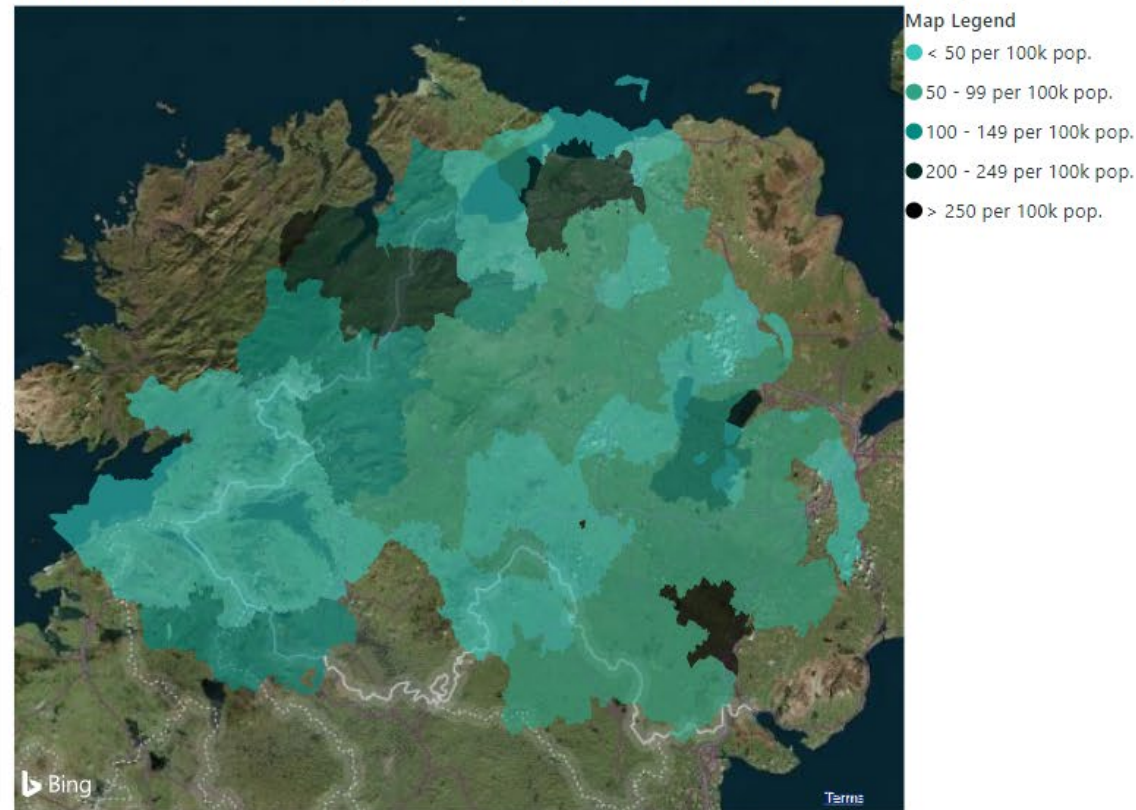 Map Legend
< 50 per 100k pop.
50 - 99 per 100k pop.
100 - 149 per 100k pop.
200 - 249 per 100k pop.
> 250 per 100k pop.
Bing
Terms